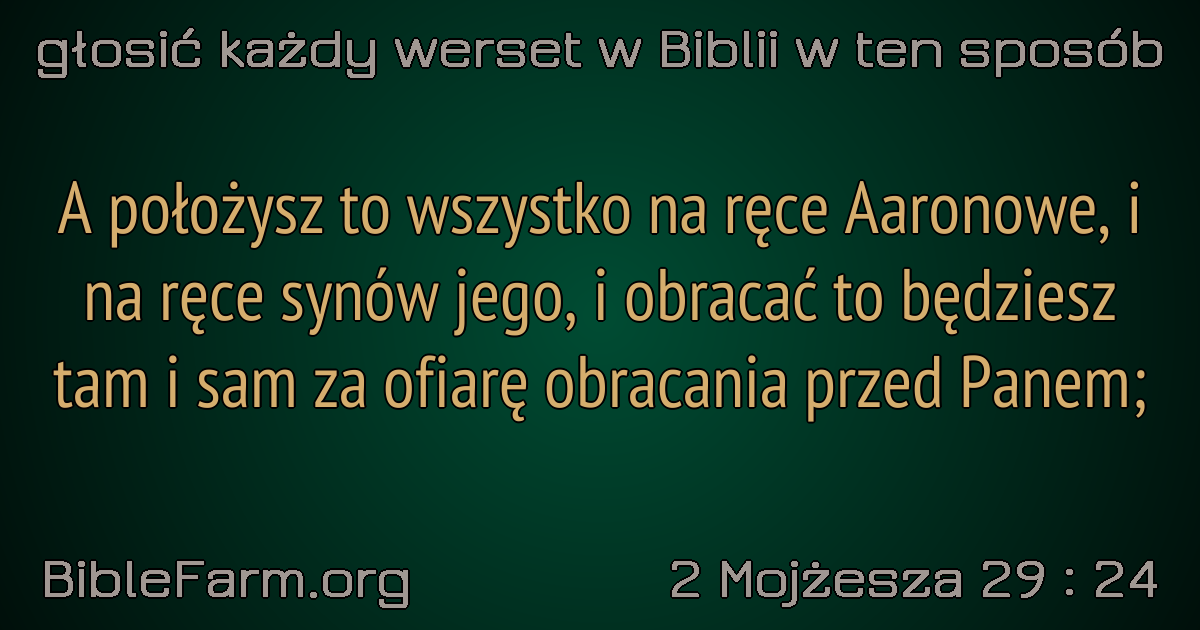 głosić każdy werset w Biblii w ten sposób
A położysz to wszystko na ręce Aaronowe, i
na ręce synów jego, i obracać to będziesz
tam i sam za ofiarę obracania przed Panem;
BibleFarm.org
2 Mojżesza 29 : 24